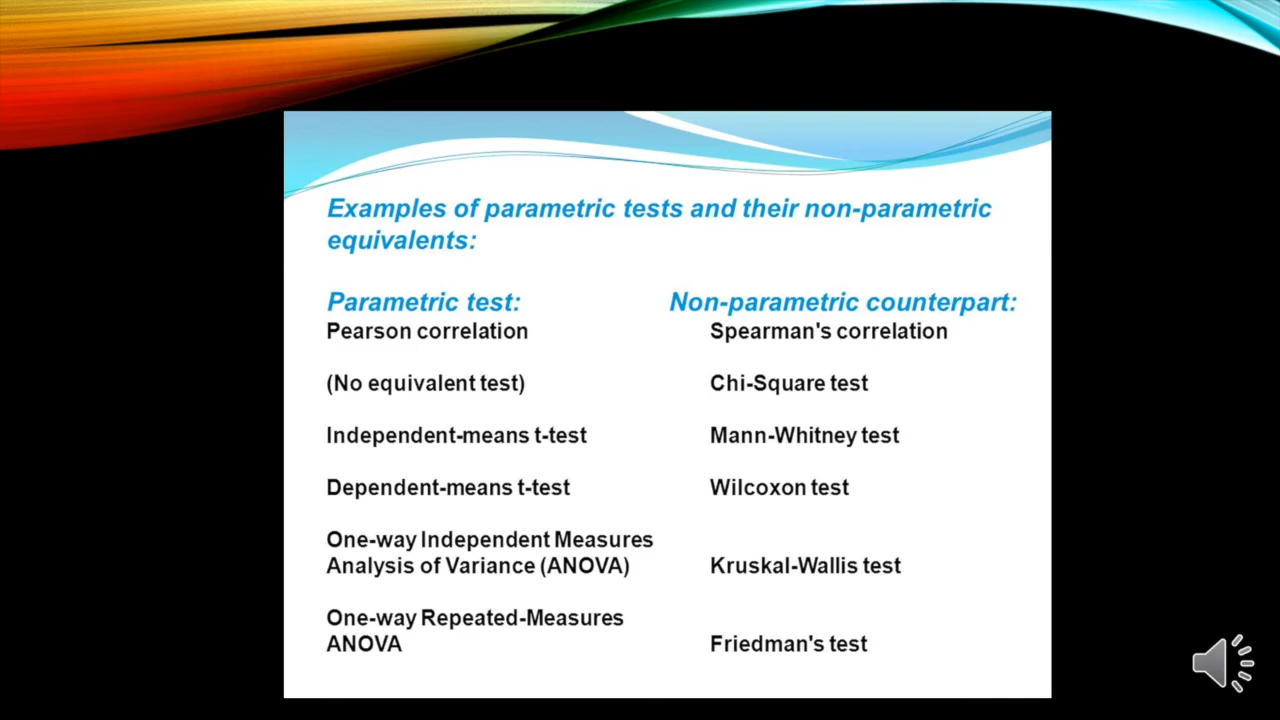 Examples of parametric tests and their non-parametric
equivalents:
Parametric test: Non-parametric counterpart:
Pearson correlation Spearman's correlation
(No equivalent test) Chi-Square test
Independent-means t-test Mann-Whitney test
Dependent-means t-test Wilcoxon test
One-way Independent Measures
Analysis of Variance (ANOVA) Kruskal-Wallis test
One-way Repeated-Measures
ANOVA Friedman's test